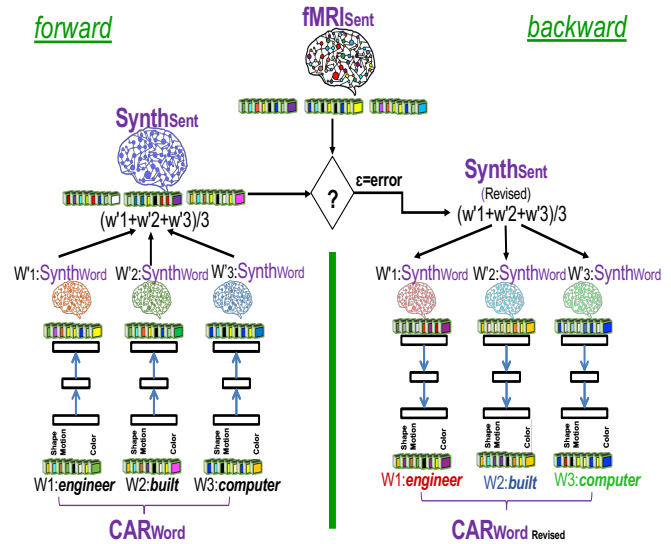 forward
fMRISent
backward
SynthSent
?
ε=error
SynthSent
(Revised)
(w'1+w'2+w'3)/3
(w'1+w'2+w'3)/3
W'1:SynthWord
W'2:SynthWord
W'3:SynthWord
W'1:SynthWord
W'2:SynthWord
W'3:SynthWord
Shape
Motion
Color
Shape
Motion
Color
Shape
Motion
Color
Shape
Motion
Color
Shape
Motion
Color
Shape
Motion
Color
W1:engineer
W2:built
W3:computer
W1:engineer
W2:built
W3:computer
CARWord
CARWord Revised